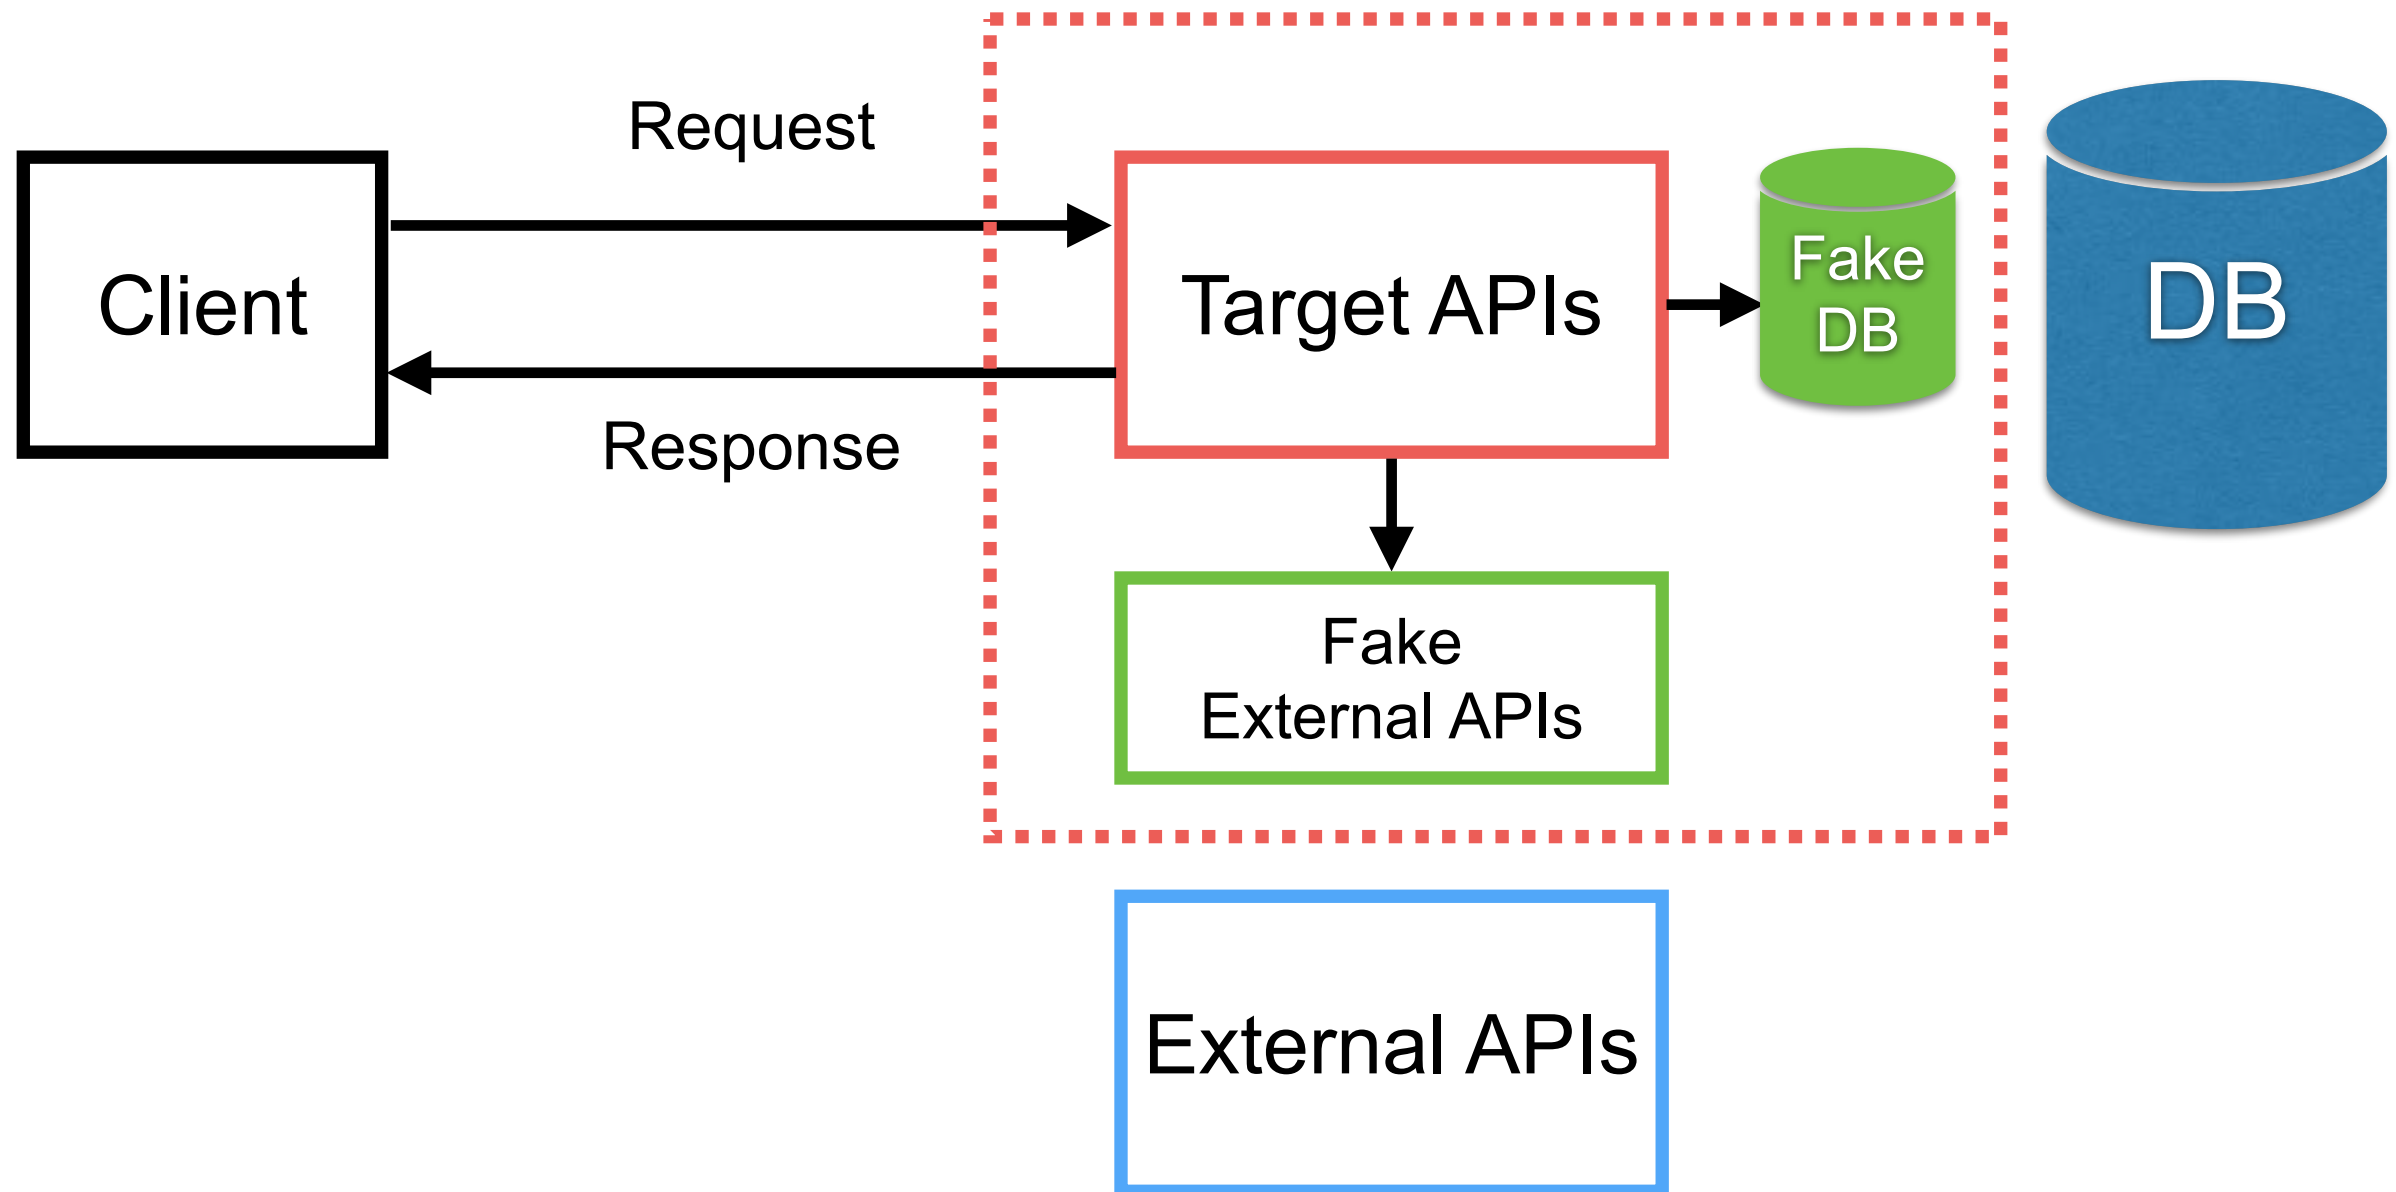 Request
Client
Target APIs
Fake
DB
DB
Response
Fake
External APIs
External APIs